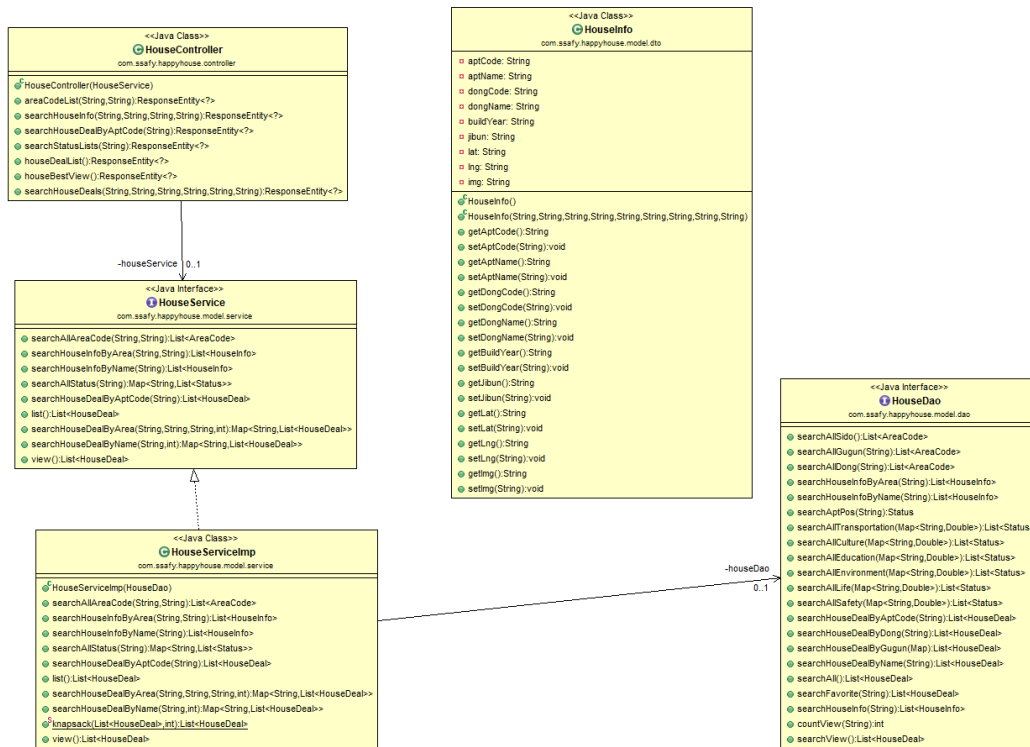 <<Java Class>>
HouseController
com.ssafy.happyhouse.controller
HouseController(HouseService)
areaCodeList(String,String):ResponseEntity<?>
searchHouseInfo(String,String,String,String):ResponseEntity<?>
searchHouseDealByAptCode(String):ResponseEntity<?>
searchStatusLists(String):ResponseEntity<?>
houseDealList():ResponseEntity<?>
houseBestView():ResponseEntity<?>
searchHouseDeals(String,String,String,String,String,String):ResponseEntity<?>
-houseService 0..1
<<Java Interface>>
HouseService
com.ssafy.happyhouse.model.service
searchAllAreaCode(String,String):List<AreaCode>
searchHouseInfoByArea(String,String):List<HouseInfo>
searchHouseInfoByName(String):List<HouseInfo>
searchAllStatus(String):Map<String,List<Status>>
searchHouseDealByAptCode(String):List<HouseDeal>
list():List<HouseDeal>
searchHouseDealByArea(String,String,String,int):Map<String,List<HouseDeal>>
searchHouseDealByName(String,int):Map<String,List<HouseDeal>>
view():List<HouseDeal>
<<Java Class>>
HouseServiceImp
com.ssafy.happyhouse.model.service
HouseServiceImp(HouseDao)
searchAllAreaCode(String,String):List<AreaCode>
searchHouseInfoByArea(String,String):List<HouseInfo>
searchHouseInfoByName(String):List<HouseInfo>
searchAllStatus(String):Map<String,List<Status>>
searchHouseDealByAptCode(String):List<HouseDeal>
list():List<HouseDeal>
searchHouseDealByArea(String,String,String,int):Map<String,List<HouseDeal>>
searchHouseDealByName(String,int):Map<String,List<HouseDeal>>
knapsack(List<HouseDeal>,int):List<HouseDeal>
view():List<HouseDeal>
<<Java Class>>
HouseInfo
com.ssafy.happyhouse.model.dto
aptCode: String
aptName: String
dongCode: String
dongName: String
buildYear: String
jibun: String
lat: String
lng: String
img: String
HouseInfo()
HouseInfo(String,String,String,String,String,String,String,String,String)
getAptCode():String
setAptCode(String):void
getAptName():String
setAptName(String):void
getDongCode():String
setDongCode(String):void
getDongName():String
setDongName(String):void
getBuildYear():String
setBuildYear(String):void
getJibun():String
setJibun(String):void
getLat():String
setLat(String):void
getLng():String
setLng(String):void
getImg():String
setImg(String):void
-houseDao
0..1
<<Java Interface>>
HouseDao
com.ssafy.happyhouse.model.dao
searchAllSido():List<AreaCode>
searchAllGugun(String):List<AreaCode>
searchAllDong(String):List<AreaCode>
searchHouseInfoByArea(String):List<HouseInfo>
searchHouseInfoByName(String):List<HouseInfo>
searchAptPos(String):Status
searchAllTransportation(Map<String,Double>):List<Status>
searchAllCulture(Map<String,Double>):List<Status>
searchAllEducation(Map<String,Double>):List<Status>
searchAllEnvironment(Map<String,Double>):List<Status>
searchAllLife(Map<String,Double>):List<Status>
searchAllSafety(Map<String,Double>):List<Status>
searchHouseDealByAptCode(String):List<HouseDeal>
searchHouseDealByDong(String):List<HouseDeal>
searchHouseDealByGugun(Map):List<HouseDeal>
searchHouseDealByName(String):List<HouseDeal>
searchAll():List<HouseDeal>
searchFavorite(String):List<HouseDeal>
searchHouseInfo(String):List<HouseInfo>
countView(String):int
searchView():List<HouseDeal>